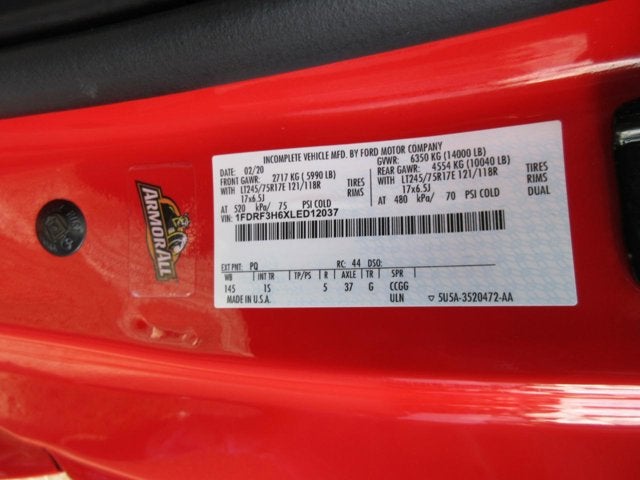 INCOMPLETE VEHICLE MFD. BY FORD MOTOR COMPANY
DATE: 02/20 GVWR: 6350 KG (14000 LB)
FRONT GAWR: 2717 KG ( 5990 LB) REAR GAWR: 4554 KG (10040 LB)
WITH LT245/75R17E 121/118R TIRES WITH LT245/75R17E 121/118R TIRES
17x6.5J RIMS 17x6.5J RIMS
AT 520 kPa/ 75 PSI COLD AT 480 kPa/ 70 PSI COLD DUAL
VIN: 1FDRF3H6XLED12037
EXT PNT: PQ RC: 44 DSO:
WB INT TR TP/PS R AXLE TR SPR
145 1S 5 37 G CCGG
MADE IN U.S.A. ULN ▽ 5U5A-3520472-AA
ARMOR ALL